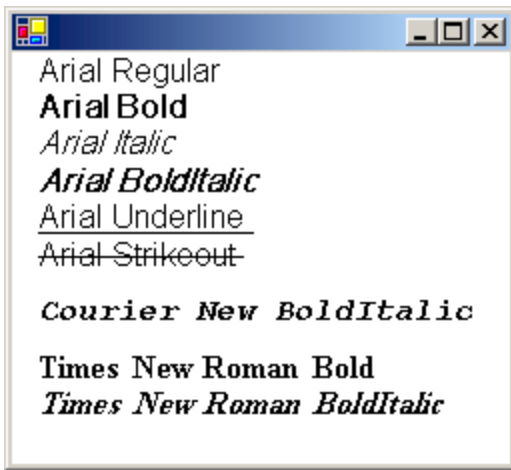 Arial Regular
Arial Bold
Arial Italic
Arial BoldItalic
Arial Underline
Arial Strikeout
Courier New BoldItalic
Times New Roman Bold
Times New Roman BoldItalic